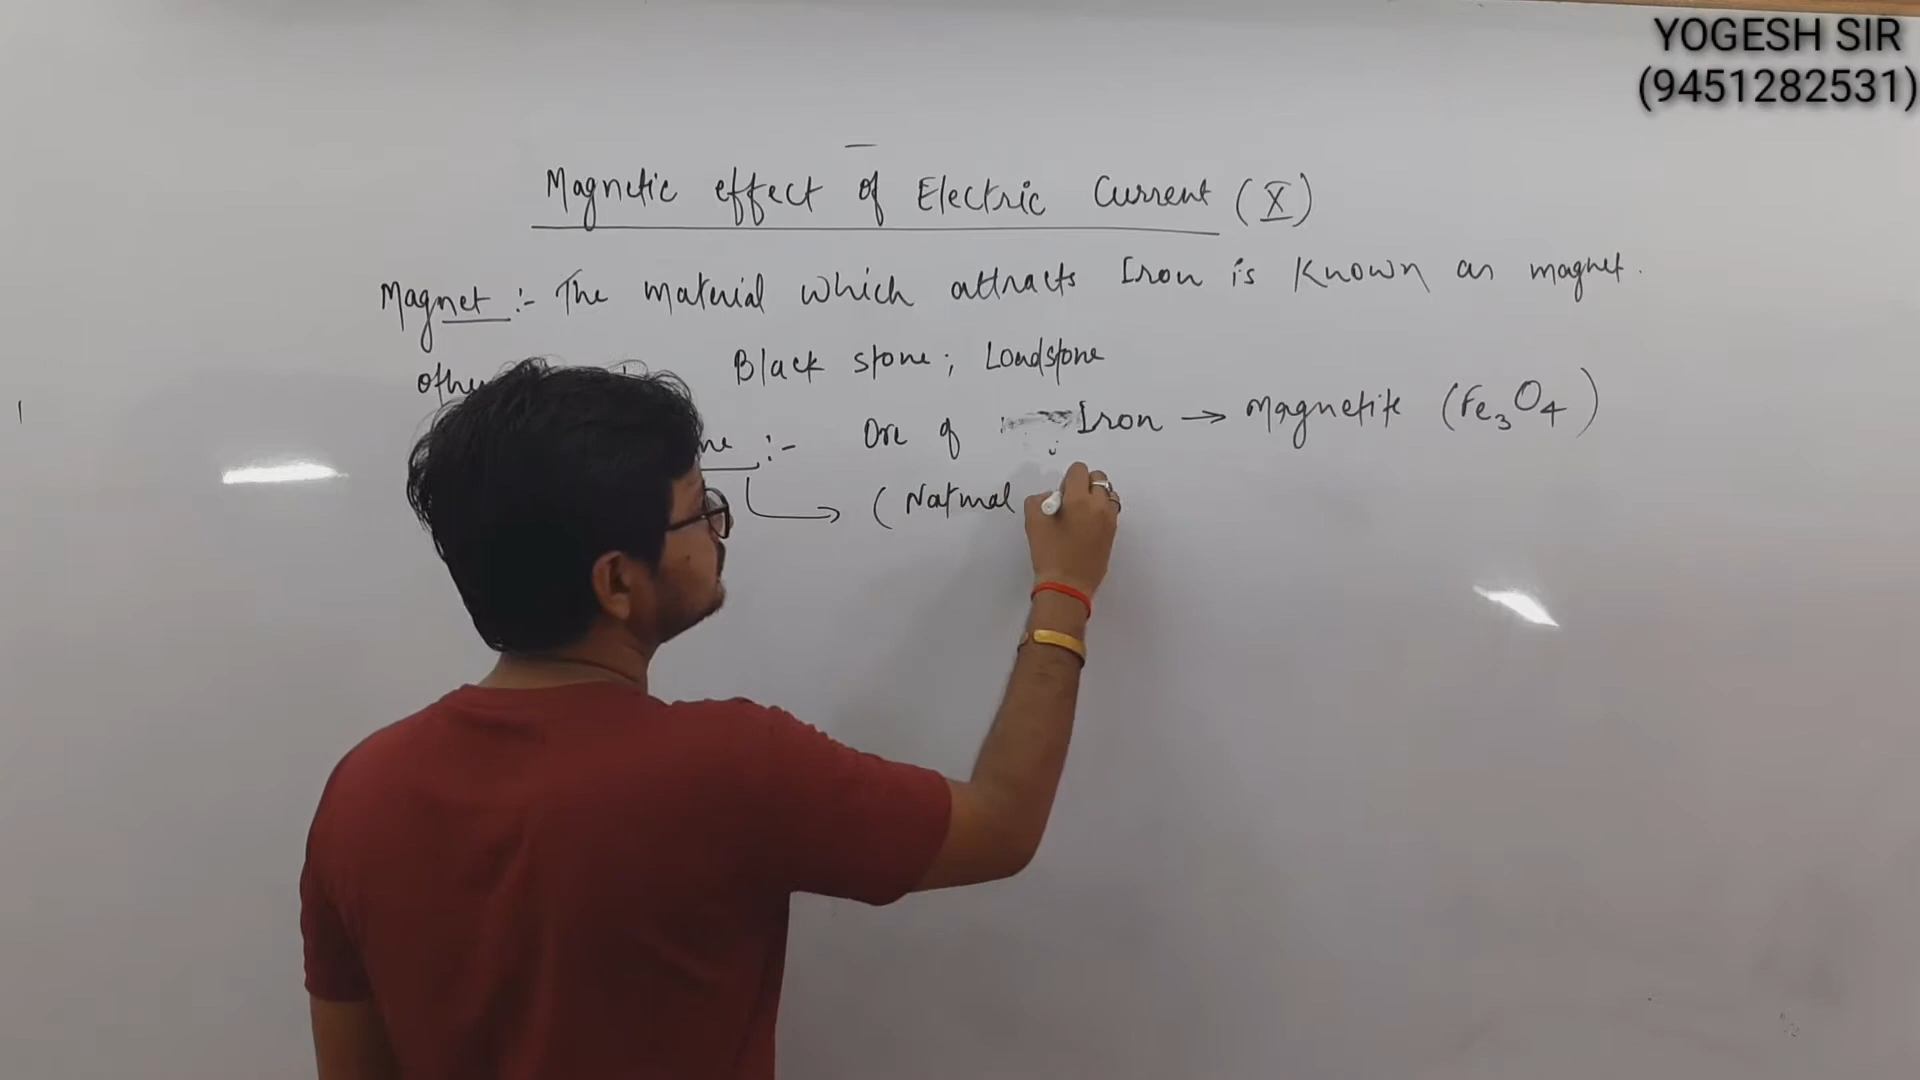 YOGESH SIR
(9451282531)
Magnetic effect of Electric Current (X)
Magnet :- The material which attracts Iron is Known as magnet.
Black stone ; Loadstone
:- Ore of Iron → Magnetite (Fe₃O₄)
(Natural